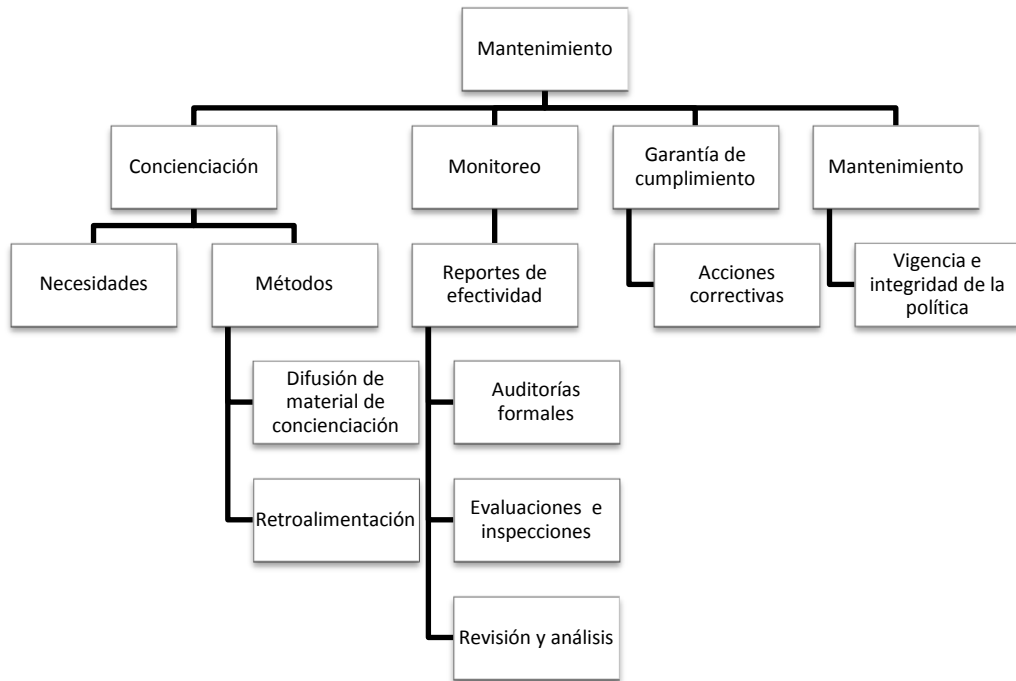 Mantenimiento
Concienciación
Monitoreo
Garantía de
cumplimiento
Mantenimiento
Necesidades
Métodos
Reportes de
efectividad
Acciones
correctivas
Vigencia e
integridad de la
política
Difusión de
material de
concienciación
Auditorías
formales
Retroalimentación
Evaluaciones e
inspecciones
Revisión y análisis